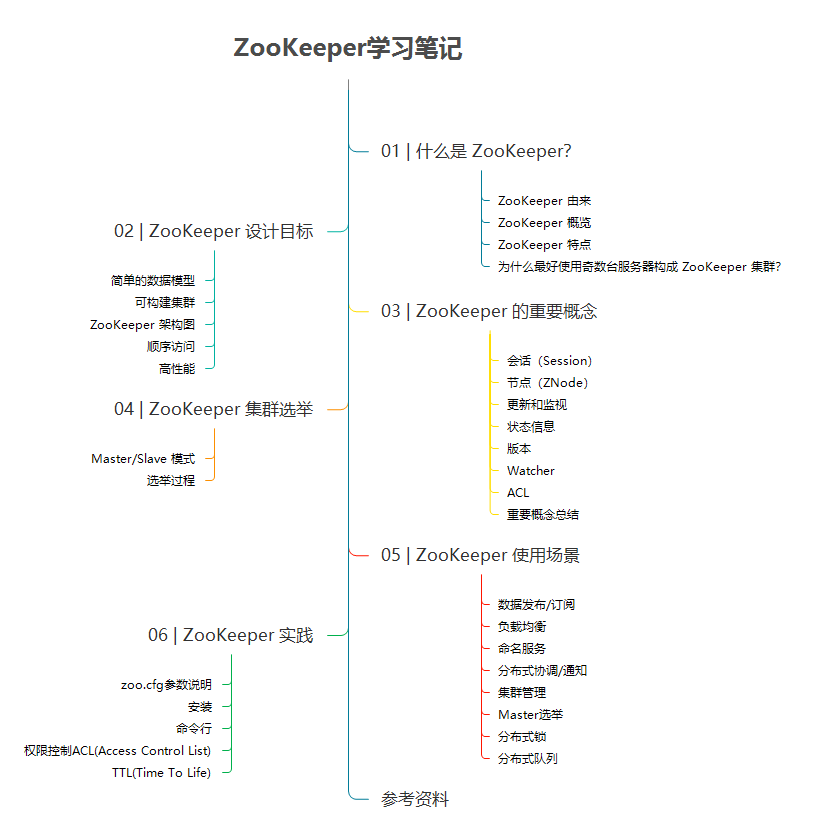 ZooKeeper学习笔记
01 | 什么是 ZooKeeper?
ZooKeeper 由来
ZooKeeper 概览
ZooKeeper 特点
为什么最好使用奇数台服务器构成 ZooKeeper 集群?
02 | ZooKeeper 设计目标
简单的数据模型
可构建集群
ZooKeeper 架构图
顺序访问
高性能
03 | ZooKeeper 的重要概念
会话（Session）
节点（ZNode）
更新和监视
状态信息
版本
Watcher
ACL
重要概念总结
04 | ZooKeeper 集群选举
Master/Slave 模式
选举过程
05 | ZooKeeper 使用场景
数据发布/订阅
负载均衡
命名服务
分布式协调/通知
集群管理
Master选举
分布式锁
分布式队列
06 | ZooKeeper 实践
zoo.cfg参数说明
安装
命令行
权限控制ACL(Access Control List)
TTL(Time To Life)
参考资料